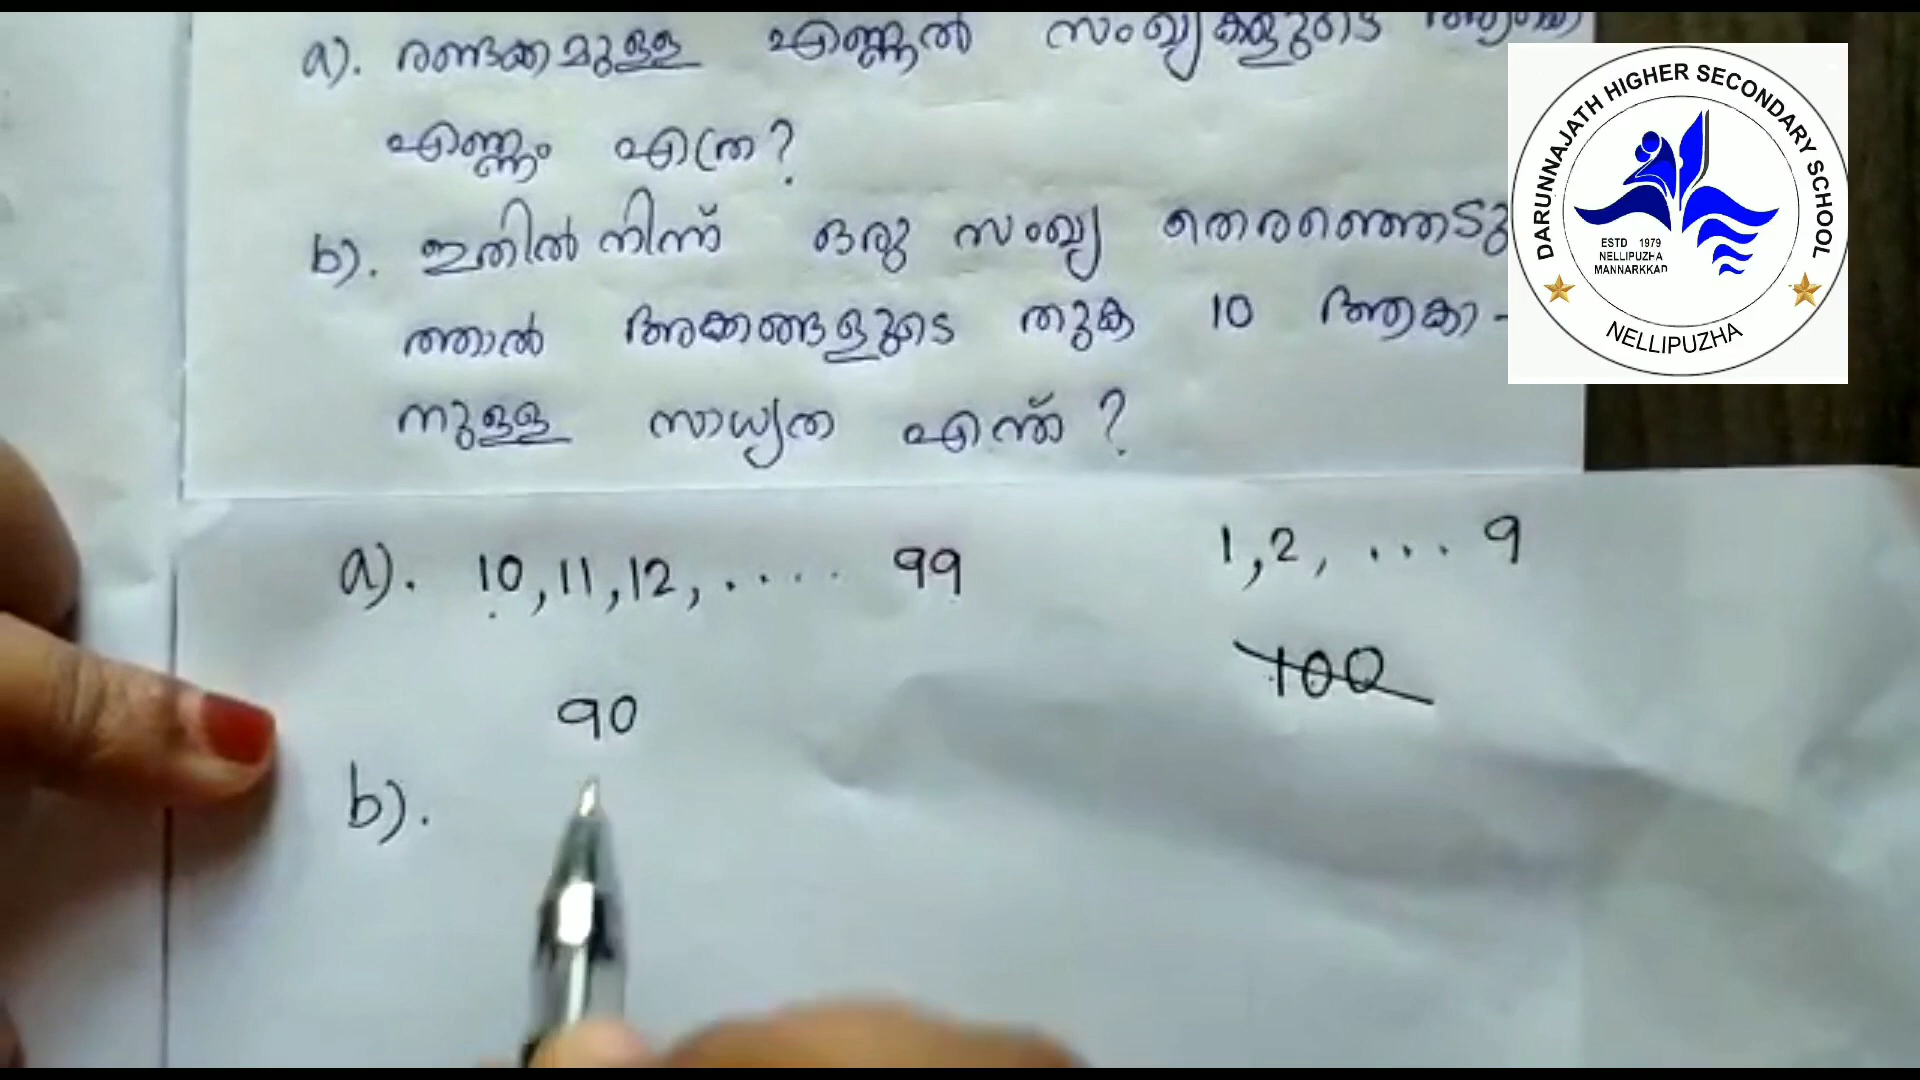 a). രണ്ടക്കമുള്ള എണ്ണൽ സംഖ്യകളുടെ ആകെ
എണ്ണം എത്ര?
b). ഇതിൽ നിന്ന് ഒരു സംഖ്യ തെരഞ്ഞെടു
ത്താൽ അക്കങ്ങളുടെ തുക 10 ആകാ-
നുള്ള സാധ്യത എന്ത്?
a). 10, 11, 12, ..... 99
1, 2, ... 9
100
90
b).
DARUNNAJATH HIGHER SECONDARY SCHOOL
ESTD 1979
NELLIPUZHA
MANNARKKAD
NELLIPUZHA